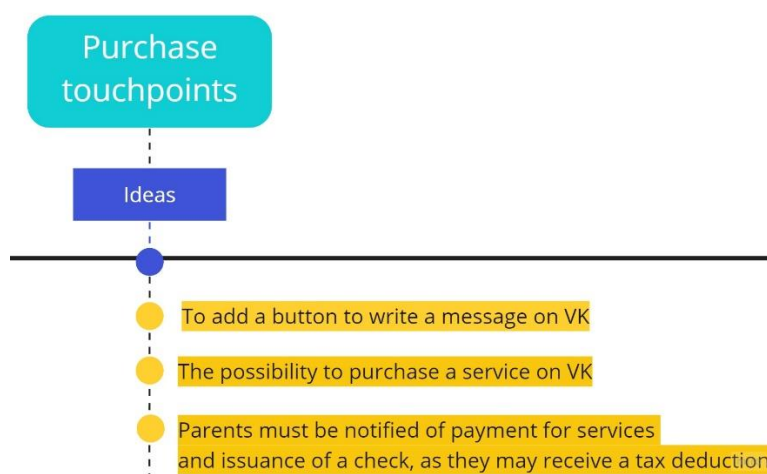 Purchase
touchpoints
Ideas
To add a button to write a message on VK
The possibility to purchase a service on VK
Parents must be notified of payment for services
and issuance of a check, as they may receive a tax deduction